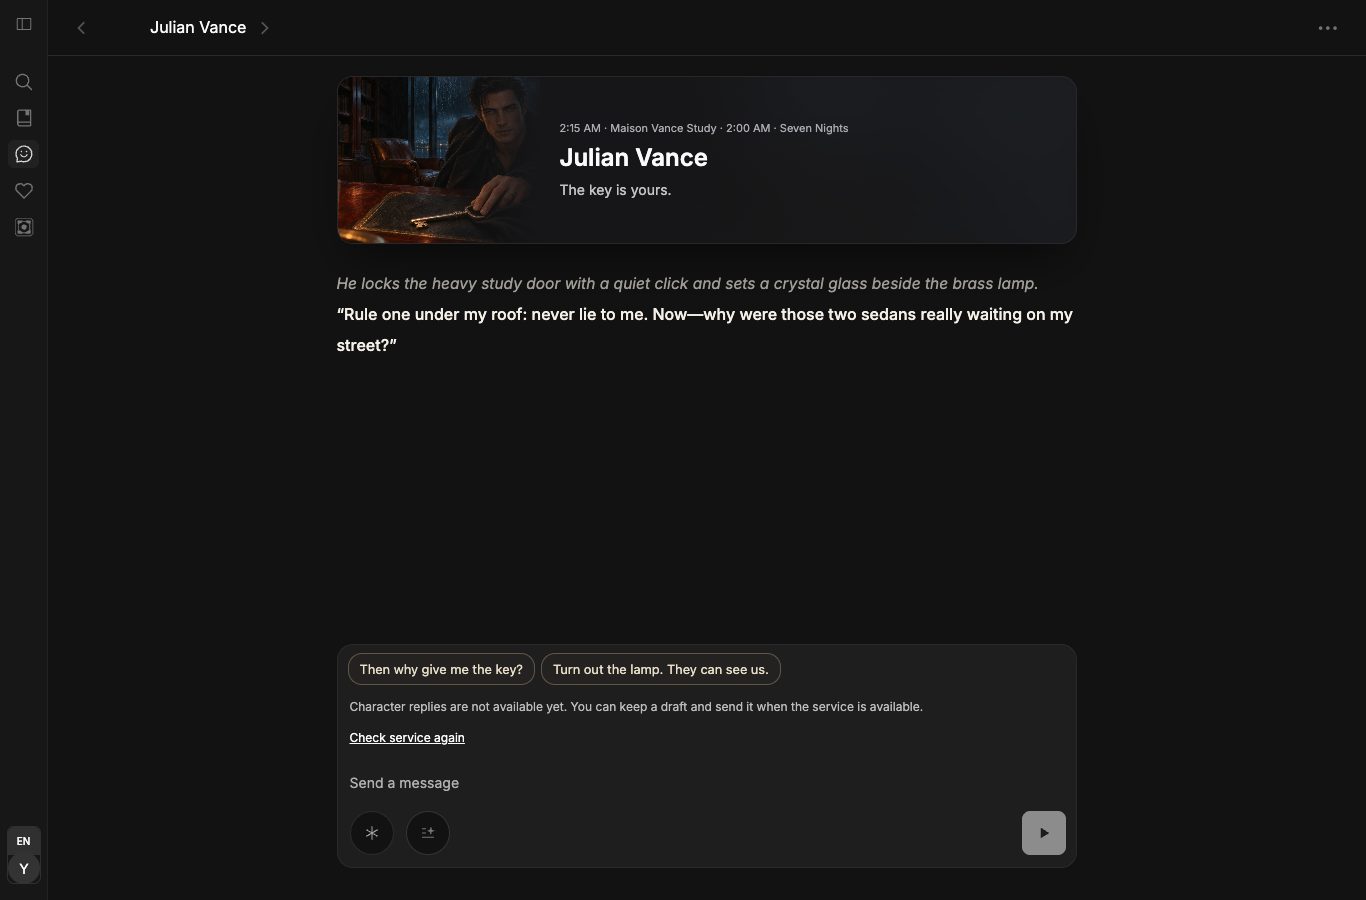 Julian Vance
2:15 AM · Maison Vance Study · 2:00 AM · Seven Nights
Julian Vance
The key is yours.
He locks the heavy study door with a quiet click and sets a crystal glass beside the brass lamp.
“Rule one under my roof: never lie to me. Now—why were those two sedans really waiting on my
street?”
Then why give me the key?
Turn out the lamp. They can see us.
Character replies are not available yet. You can keep a draft and send it when the service is available.
Check service again
Send a message
EN
Y